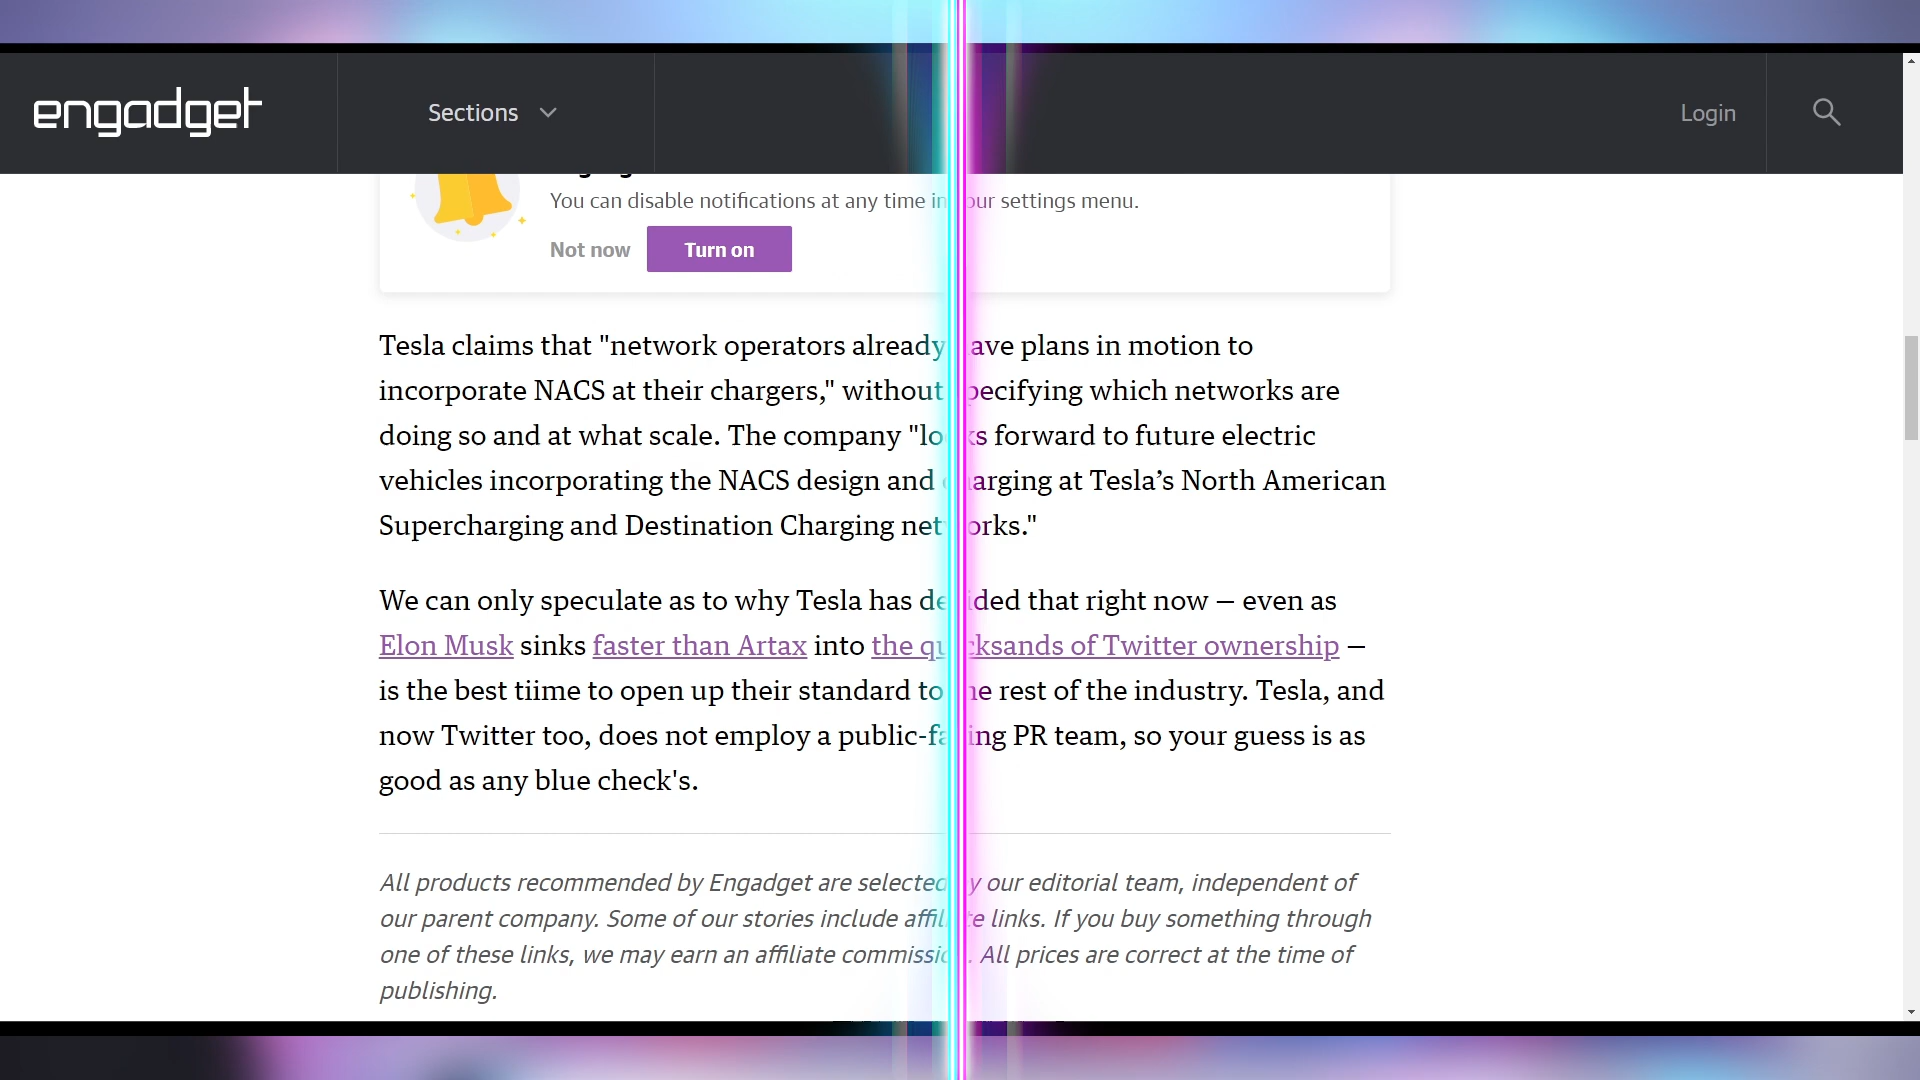 engadget
Sections
Login
You can disable notifications at any time in your settings menu.
Not now
Turn on
Tesla claims that "network operators already have plans in motion to
incorporate NACS at their chargers," without specifying which networks are
doing so and at what scale. The company "looks forward to future electric
vehicles incorporating the NACS design and charging at Tesla’s North American
Supercharging and Destination Charging networks."
We can only speculate as to why Tesla has decided that right now — even as
Elon Musk sinks faster than Artax into the quicksands of Twitter ownership —
is the best tiime to open up their standard to the rest of the industry. Tesla, and
now Twitter too, does not employ a public-facing PR team, so your guess is as
good as any blue check's.
All products recommended by Engadget are selected by our editorial team, independent of
our parent company. Some of our stories include affiliate links. If you buy something through
one of these links, we may earn an affiliate commission. All prices are correct at the time of
publishing.